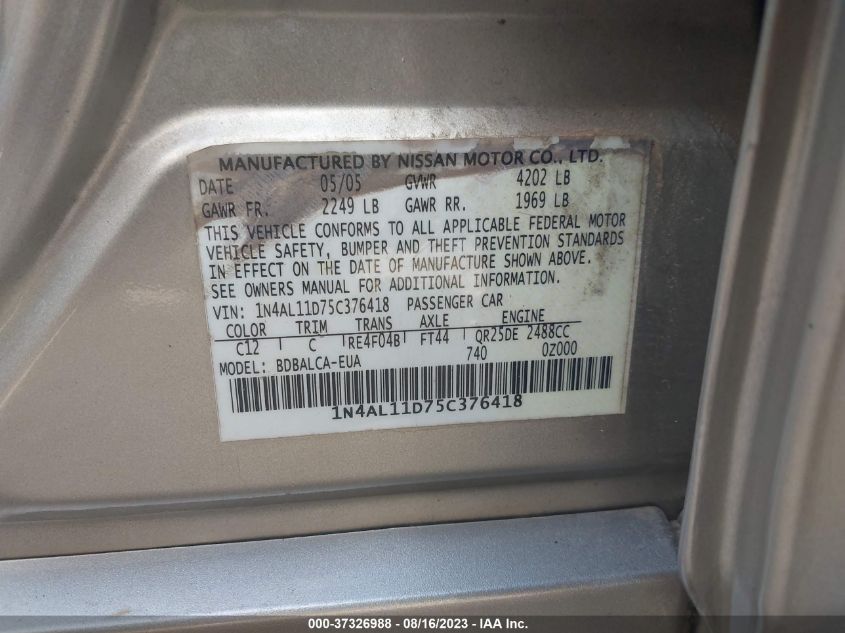 MANUFACTURED BY NISSAN MOTOR CO., LTD.
DATE 05/05 GVWR 4202 LB
GAWR FR. 2249 LB GAWR RR. 1969 LB
THIS VEHICLE CONFORMS TO ALL APPLICABLE FEDERAL MOTOR
VEHICLE SAFETY, BUMPER AND THEFT PREVENTION STANDARDS
IN EFFECT ON THE DATE OF MANUFACTURE SHOWN ABOVE.
SEE OWNERS MANUAL FOR ADDITIONAL INFORMATION.
VIN: 1N4AL11D75C376418 PASSENGER CAR
COLOR TRIM TRANS AXLE ENGINE
C12 C RE4F04B FT44 QR25DE 2488CC
MODEL: BDBALCA-EUA 740 0Z000
1N4AL11D75C376418
000-37326988 - 08/16/2023 - IAAI.COM